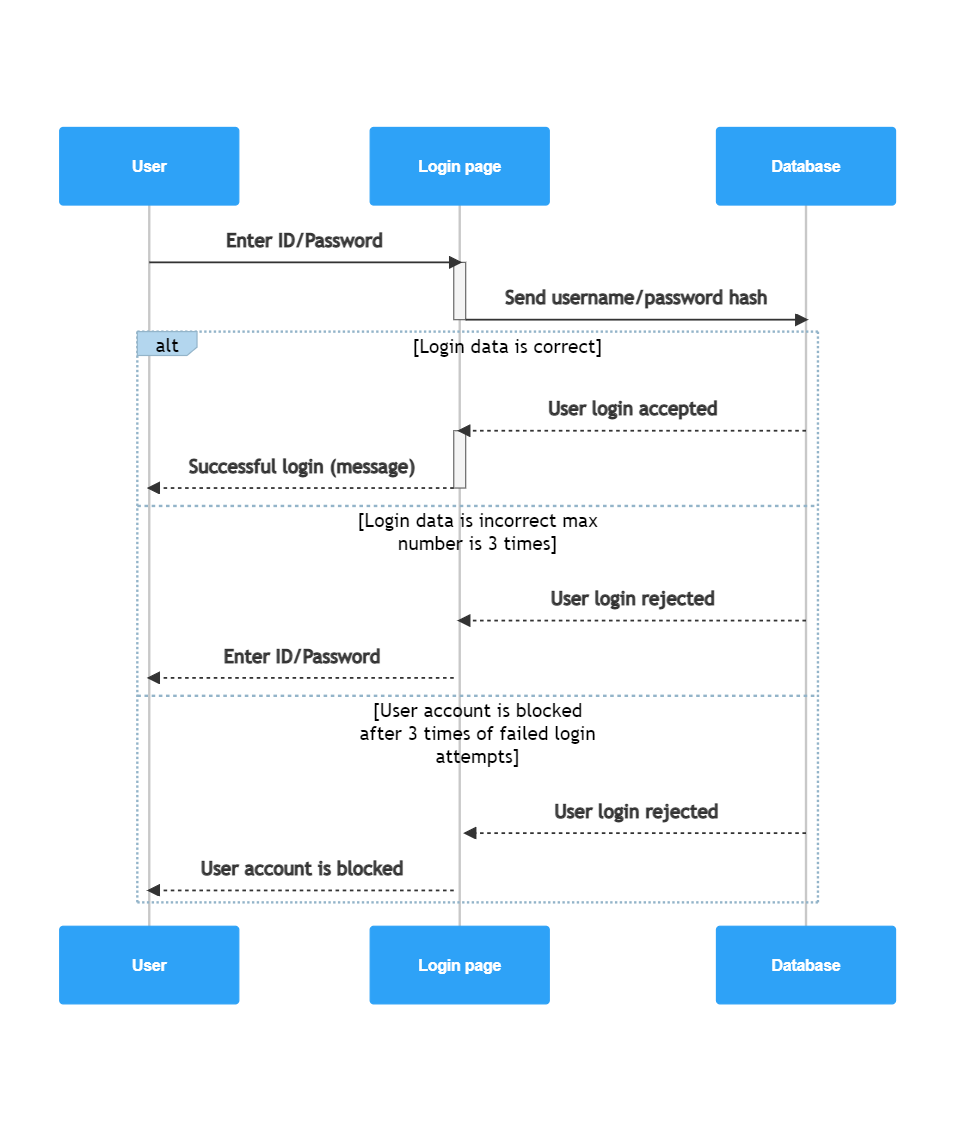 User
Login page
Database
Enter ID/Password
Send username/password hash
alt
[Login data is correct]
User login accepted
Successful login (message)
[Login data is incorrect max
number is 3 times]
User login rejected
Enter ID/Password
[User account is blocked
after 3 times of failed login
attempts]
User login rejected
User account is blocked
User
Login page
Database